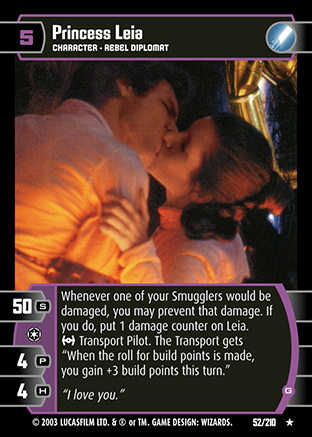 5
Princess Leia
CHARACTER • REBEL DIPLOMAT
50 S
4 P
4 H
Whenever one of your Smugglers would be
damaged, you may prevent that damage. If
you do, put 1 damage counter on Leia.
Transport Pilot. The Transport gets
“When the roll for build points is made,
you gain +3 build points this turn.”
“I love you.”
G
© 2003 LUCASFILM LTD. & ® or TM. GAME DESIGN: WIZARDS.
52/210 ★